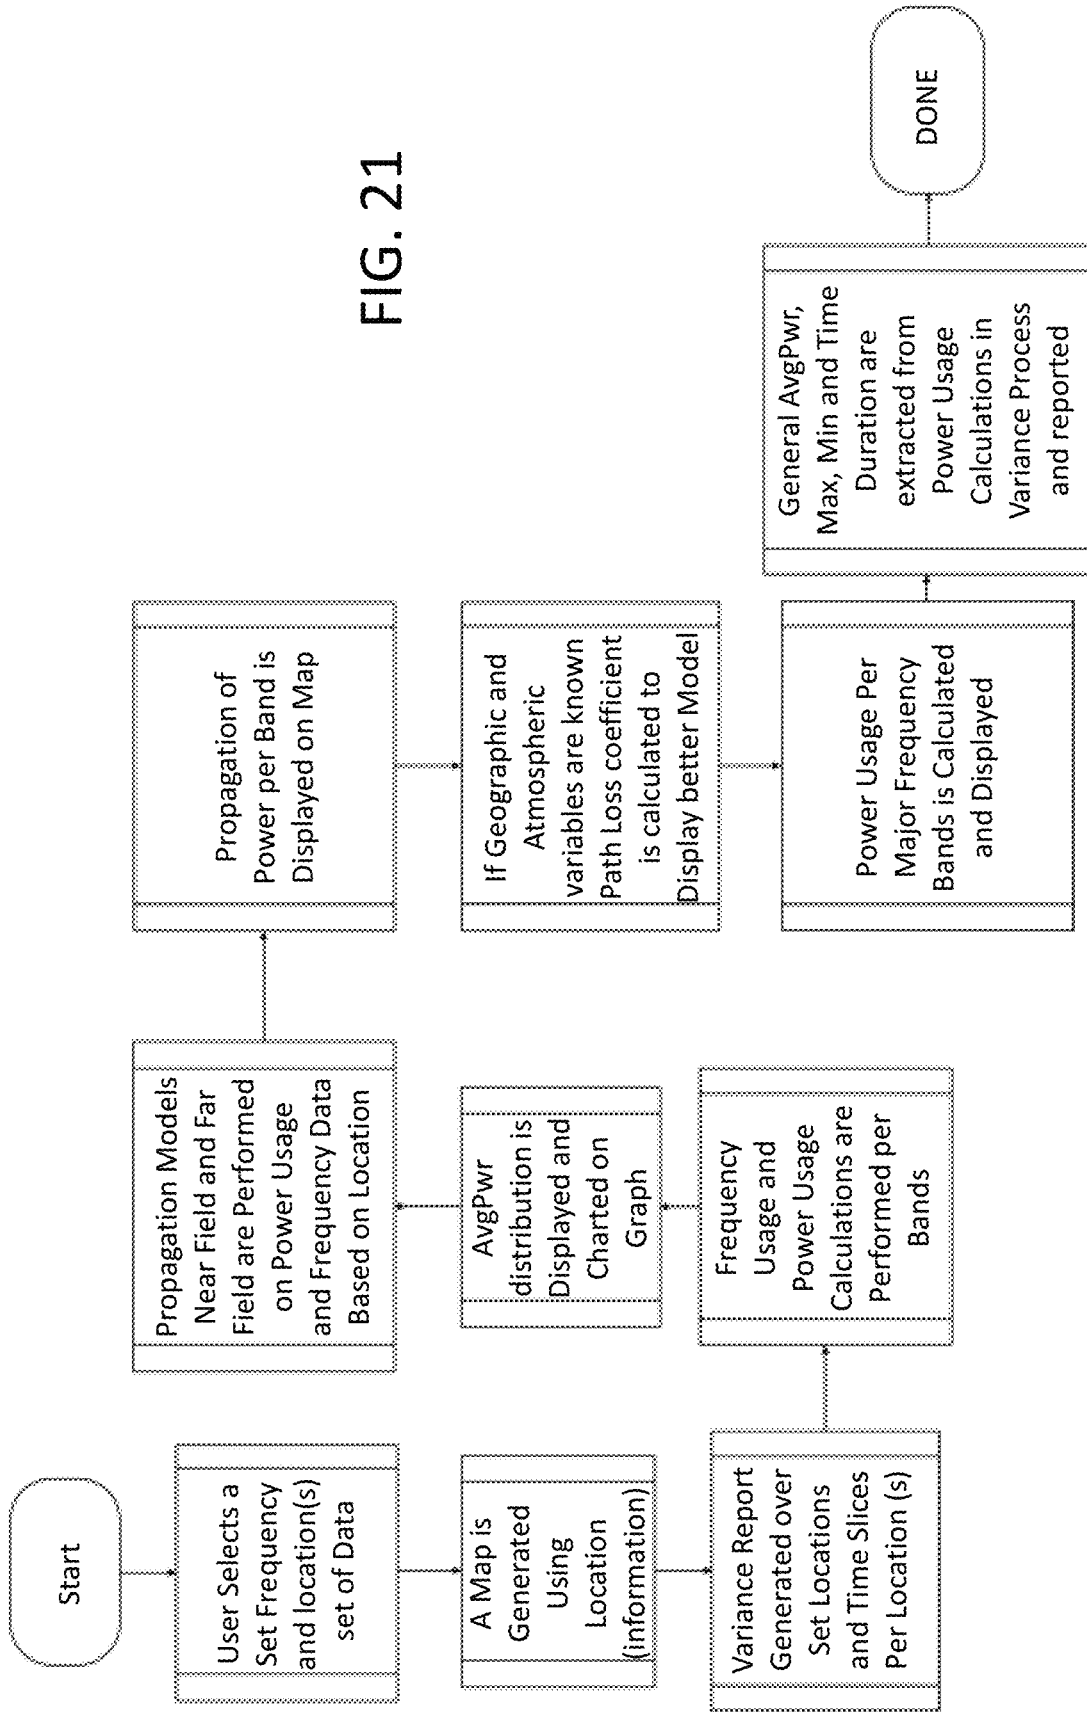 FIG. 21
Start
User Selects a
Set Frequency
and location(s)
set of Data
A Map is
Generated
Using
Location
(information)
Variance Report
Generated over
Set Locations
and Time Slices
Per Location (s)
Frequency
Usage and
Power Usage
Calculations are
Performed per
Bands
AvgPwr
distribution is
Displayed and
Charted on
Graph
Propagation Models
Near Field and Far
Field are Performed
on Power Usage
and Frequency Data
Based on Location
Propagation of
Power per Band is
Displayed on Map
If Geographic and
Atmospheric
variables are known
Path Loss coefficient
is calculated to
Display better Model
Power Usage Per
Major Frequency
Bands is Calculated
and Displayed
General AvgPwr,
Max, Min and Time
Duration are
extracted from
Power Usage
Calculations in
Variance Process
and reported
DONE